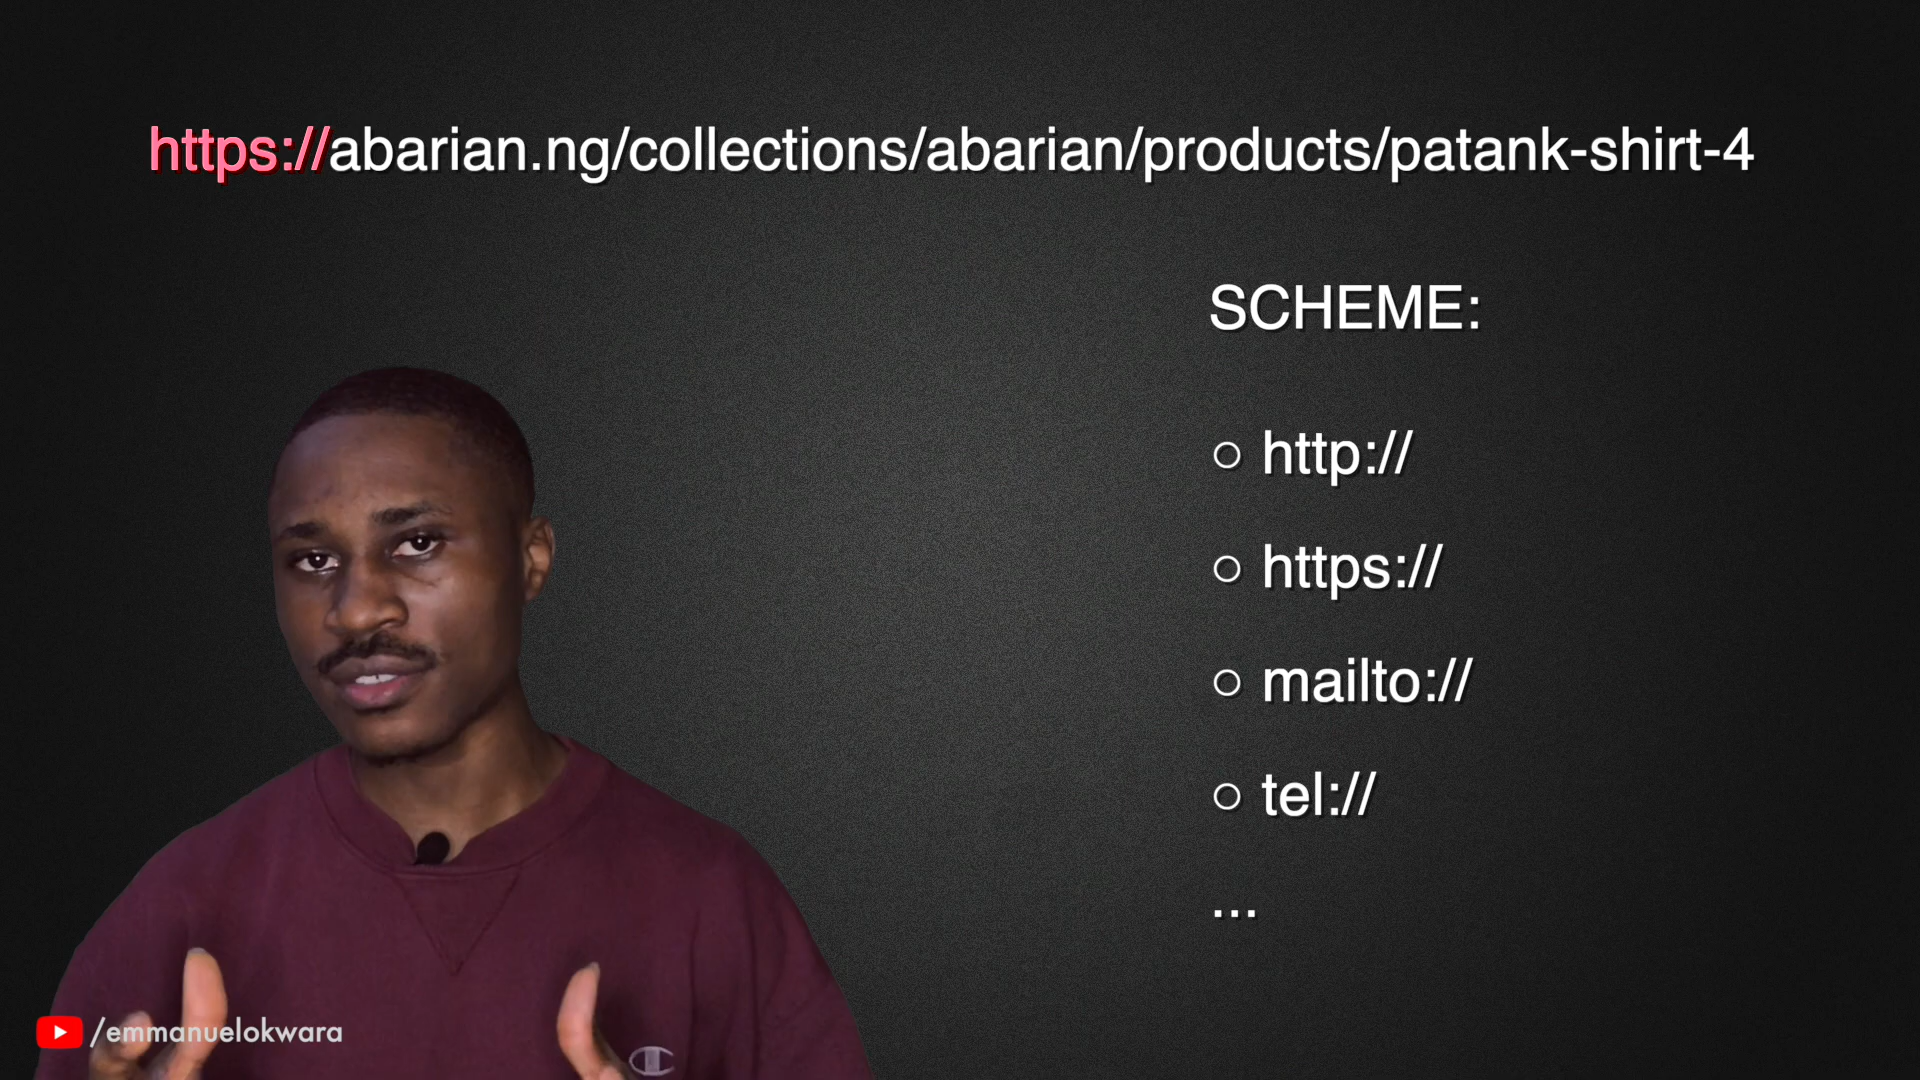 https://abarian.ng/collections/abarian/products/patank-shirt-4
SCHEME:
○ http://
○ https://
○ mailto://
○ tel://
...
/emmanuelokwara